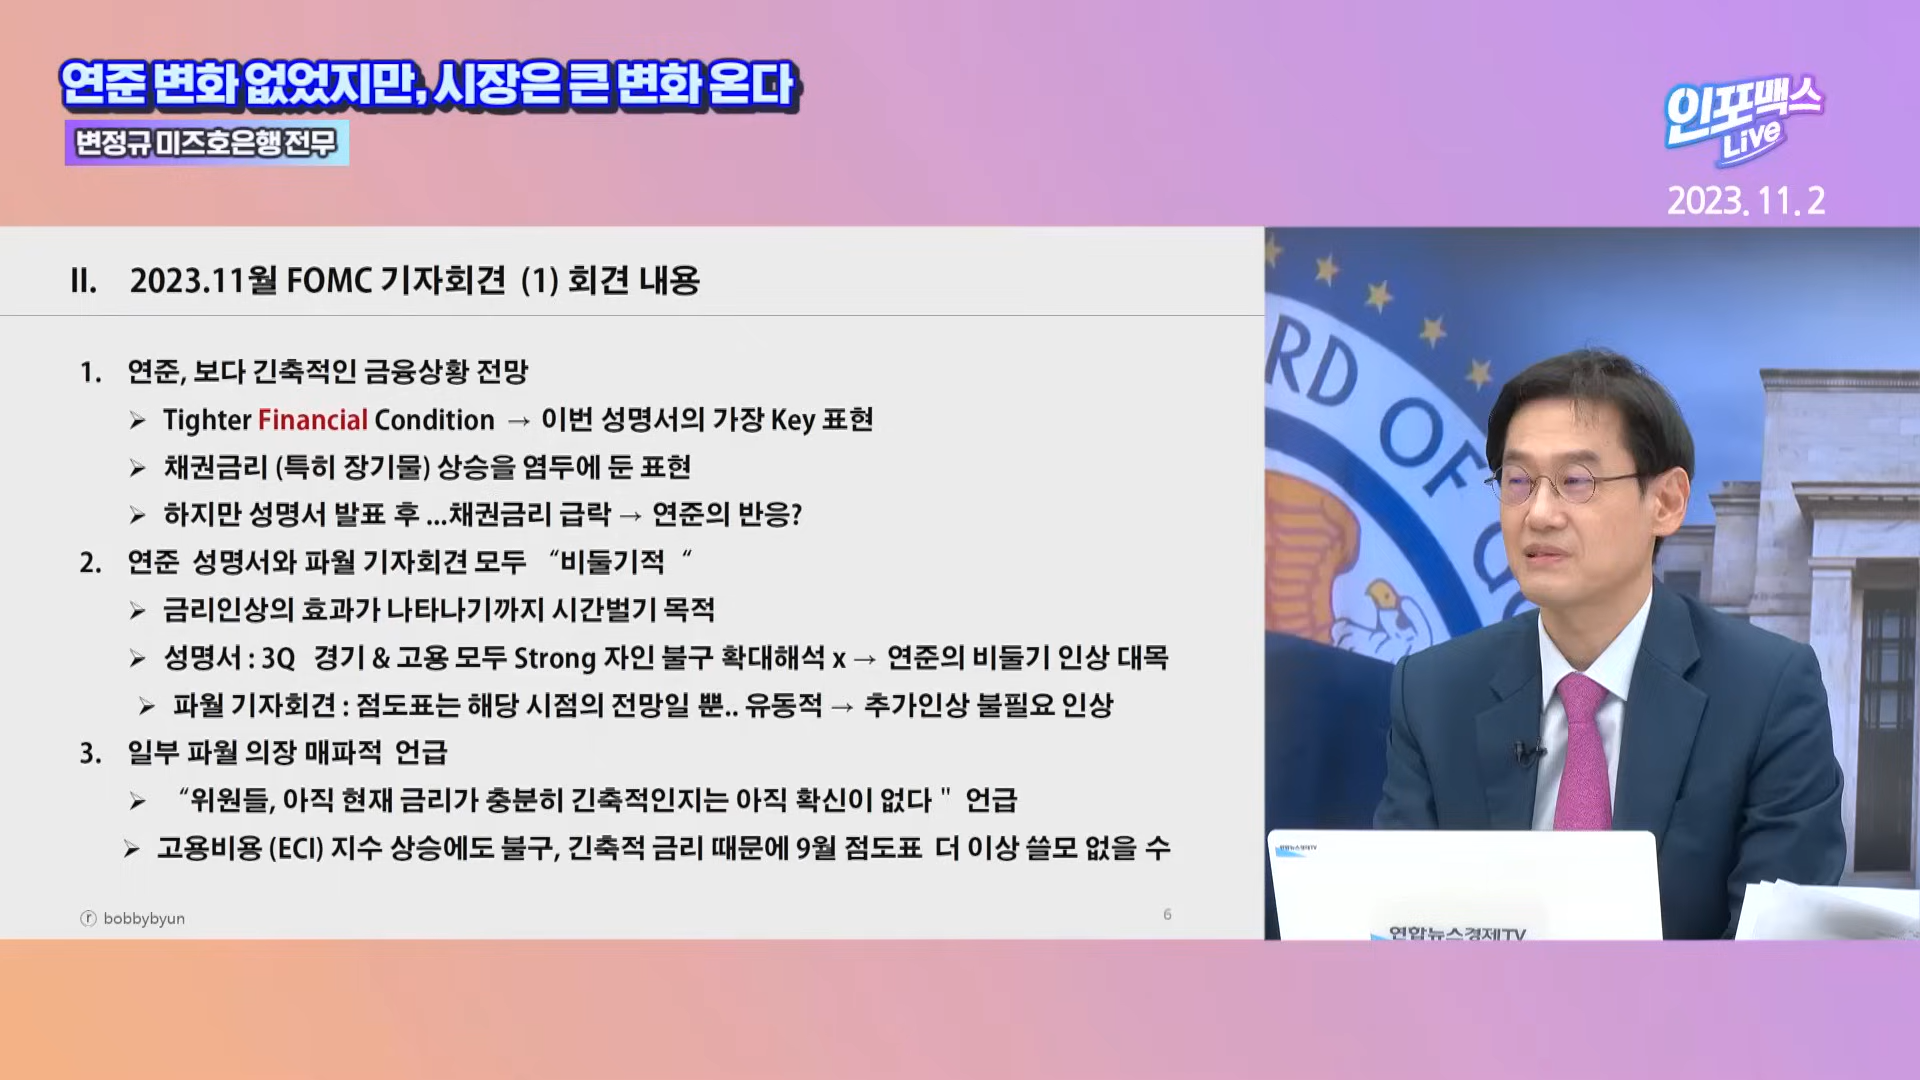 연준 변화 없었지만, 시장은 큰 변화 온다
변정규 미즈호은행 전무
인포맥스
Live
2023. 11. 2
II. 2023.11월 FOMC 기자회견 (1) 회견 내용
1. 연준, 보다 긴축적인 금융상황 전망
➢ Tighter Financial Condition → 이번 성명서의 가장 Key 표현
➢ 채권금리 (특히 장기물) 상승을 염두에 둔 표현
➢ 하지만 성명서 발표 후 ...채권금리 급락 → 연준의 반응?
2. 연준 성명서와 파월 기자회견 모두 “비둘기적 “
➢ 금리인상의 효과가 나타나기까지 시간벌기 목적
➢ 성명서 : 3Q 경기 & 고용 모두 Strong 자인 불구 확대해석 x → 연준의 비둘기 인상 대목
➢ 파월 기자회견 : 점도표는 해당 시점의 전망일 뿐.. 유동적 → 추가인상 불필요 인상
3. 일부 파월 의장 매파적 언급
➢ “위원들, 아직 현재 금리가 충분히 긴축적인지는 아직 확신이 없다 " 언급
➢ 고용비용 (ECI) 지수 상승에도 불구, 긴축적 금리 때문에 9월 점도표 더 이상 쓸모 없을 수
ⓡ bobbybyun
6
RD OF G
연합뉴스경제TV
연합뉴스경제TV